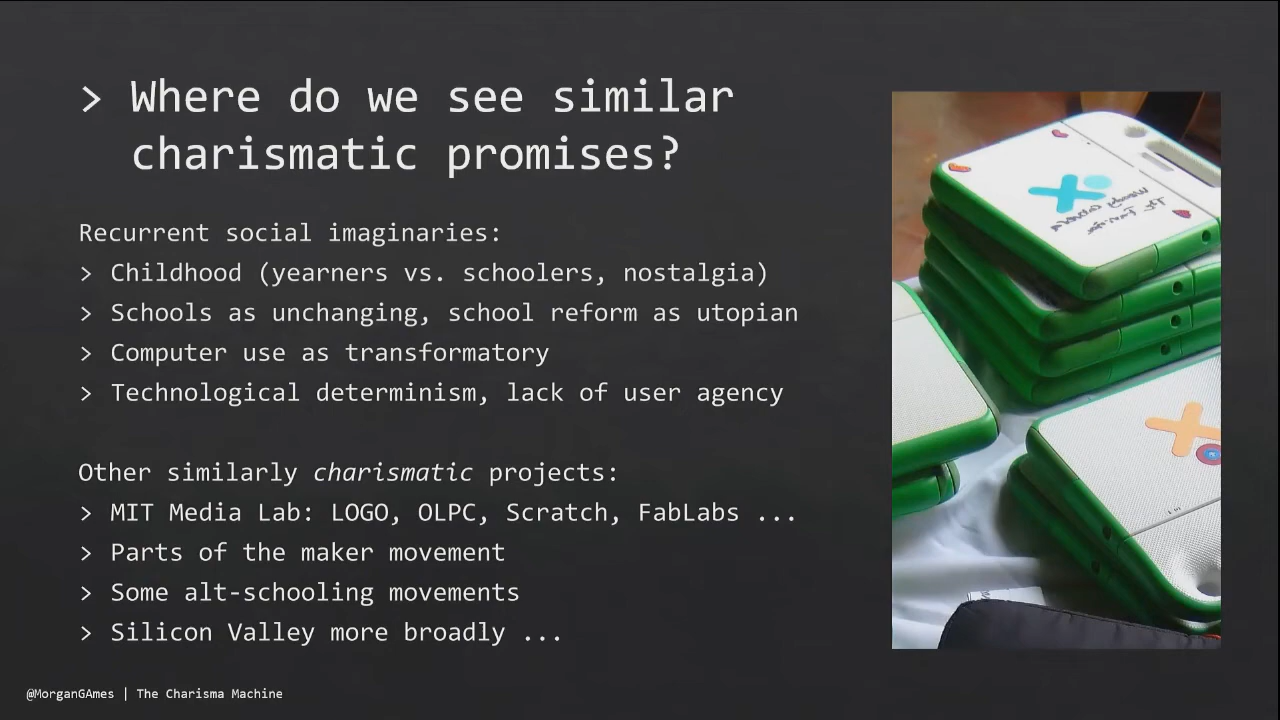 > Where do we see similar
charismatic promises?
Recurrent social imaginaries:
> Childhood (yearners vs. schoolers, nostalgia)
> Schools as unchanging, school reform as utopian
> Computer use as transformatory
> Technological determinism, lack of user agency
Other similarly charismatic projects:
> MIT Media Lab: LOGO, OLPC, Scratch, FabLabs ...
> Parts of the maker movement
> Some alt-schooling movements
> Silicon Valley more broadly ...
@MorganGAmes | The Charisma Machine